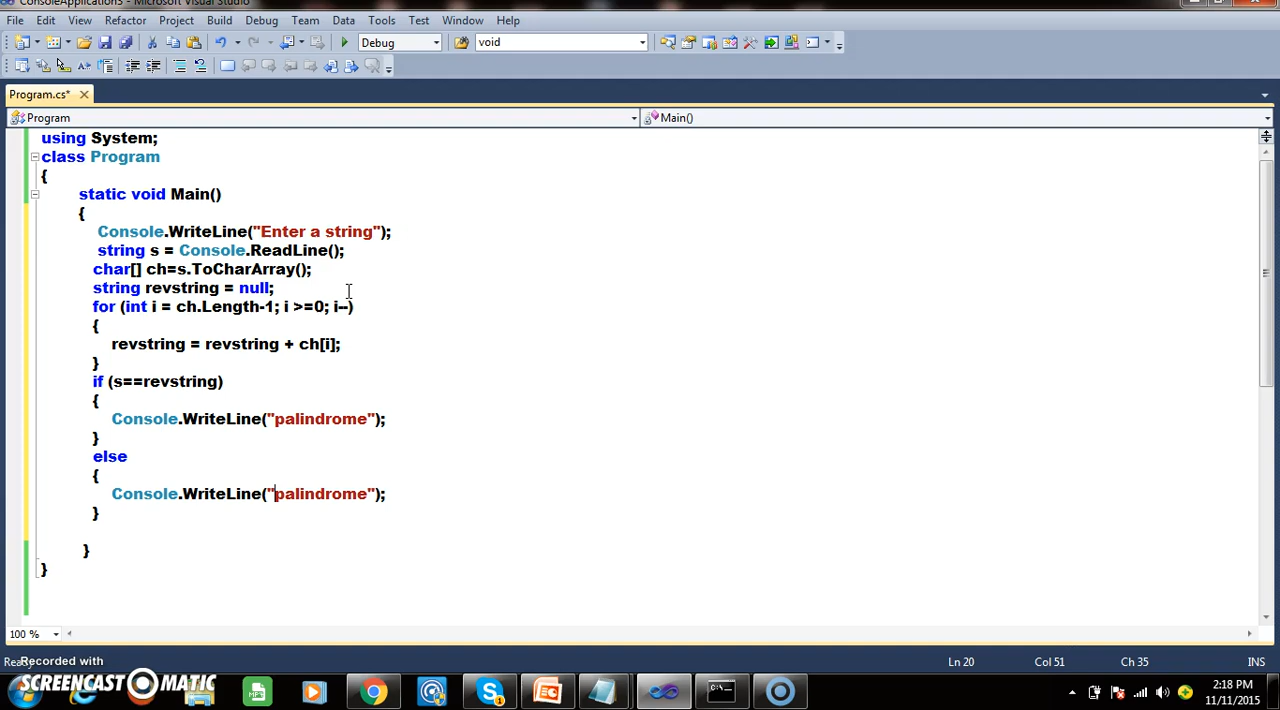 ConsoleApplication5 - Microsoft Visual Studio
File Edit View Refactor Project Build Debug Team Data Tools Test Window Help
Debug void
Program.cs* ×
Program Main()
using System;
class Program
{
static void Main()
{
Console.WriteLine("Enter a string");
string s = Console.ReadLine();
char[] ch=s.ToCharArray();
string revstring = null;
for (int i = ch.Length-1; i >=0; i--)
{
revstring = revstring + ch[i];
}
if (s==revstring)
{
Console.WriteLine("palindrome");
}
else
{
Console.WriteLine("palindrome");
}
}
}
100 %
Ln 20 Col 51 Ch 35 INS
Recorded with
SCREENCAST O MATIC
2:18 PM
11/11/2015